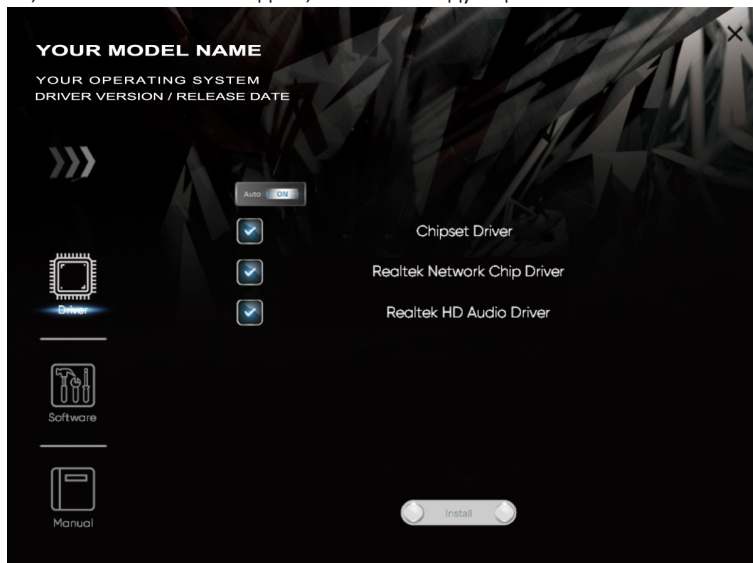 YOUR MODEL NAME
YOUR OPERATING SYSTEM
DRIVER VERSION / RELEASE DATE
Auto ON
Chipset Driver
Realtek Network Chip Driver
Realtek HD Audio Driver
Driver
Software
Manual
Install